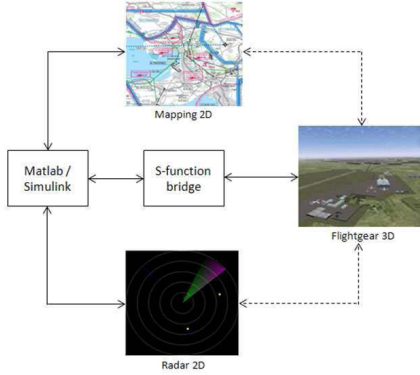 Mapping 2D
Matlab /
Simulink
S-function
bridge
Flightgear 3D
Radar 2D